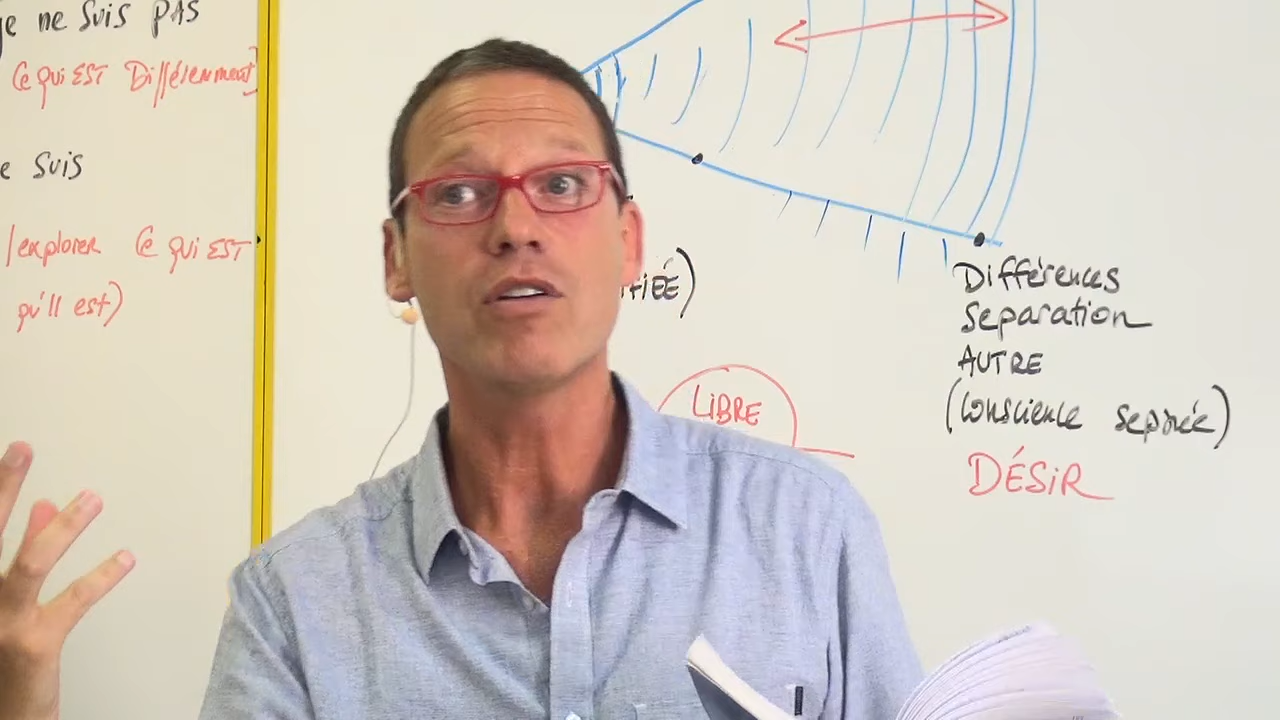 je ne suis pas
Ce qui EST Différemment]
e suis
/explorer Ce qui EST
qu'il est)
LIBRE
Différences
Separation
AUTRE
(Conscience séparée)
DÉSIR